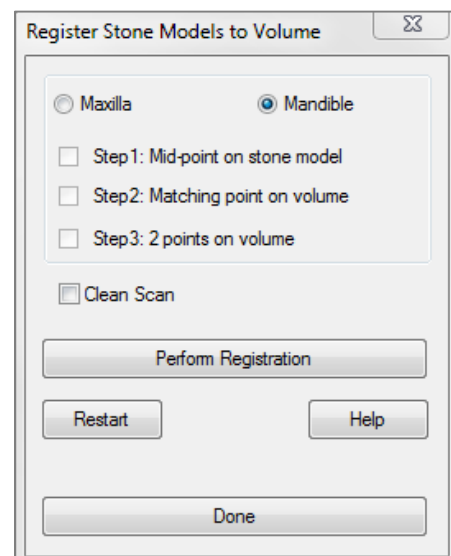 Register Stone Models to Volume
Maxilla Mandible
Step1: Mid-point on stone model
Step2: Matching point on volume
Step3: 2 points on volume
Clean Scan
Perform Registration
Restart Help
Done